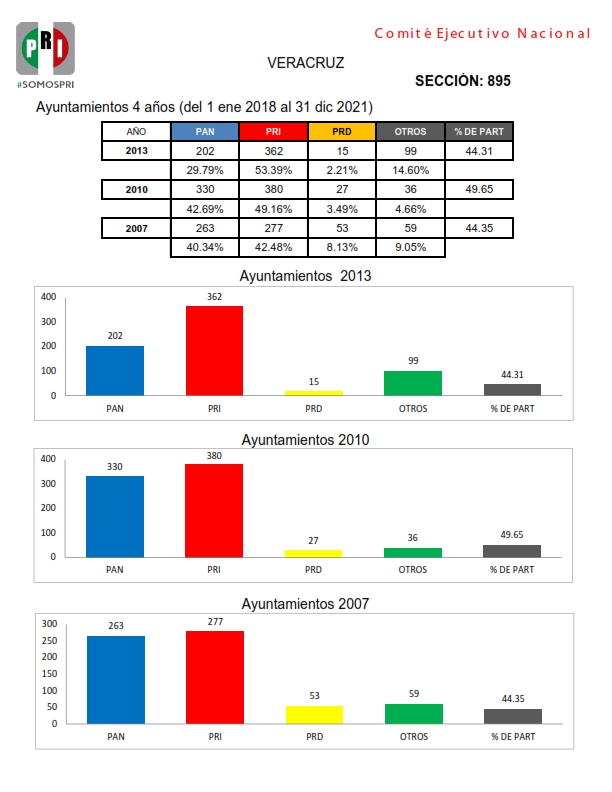 Comité Ejecutivo Nacional
PRI
#SOMOSPRI
VERACRUZ
SECCIÓN: 895
Ayuntamientos 4 años (del 1 ene 2018 al 31 dic 2021)
AÑO PAN PRI PRD OTROS % DE PART
2013 202 362 15 99 44.31
29.79% 53.39% 2.21% 14.60%
2010 330 380 27 36 49.65
42.69% 49.16% 3.49% 4.66%
2007 263 277 53 59 44.35
40.34% 42.48% 8.13% 9.05%
Ayuntamientos 2013
400
300
200
100
0
202 362 15 99 44.31
PAN PRI PRD OTROS % DE PART
Ayuntamientos 2010
400
300
200
100
0
330 380 27 36 49.65
PAN PRI PRD OTROS % DE PART
Ayuntamientos 2007
300
250
200
150
100
50
0
263 277 53 59 44.35
PAN PRI PRD OTROS % DE PART